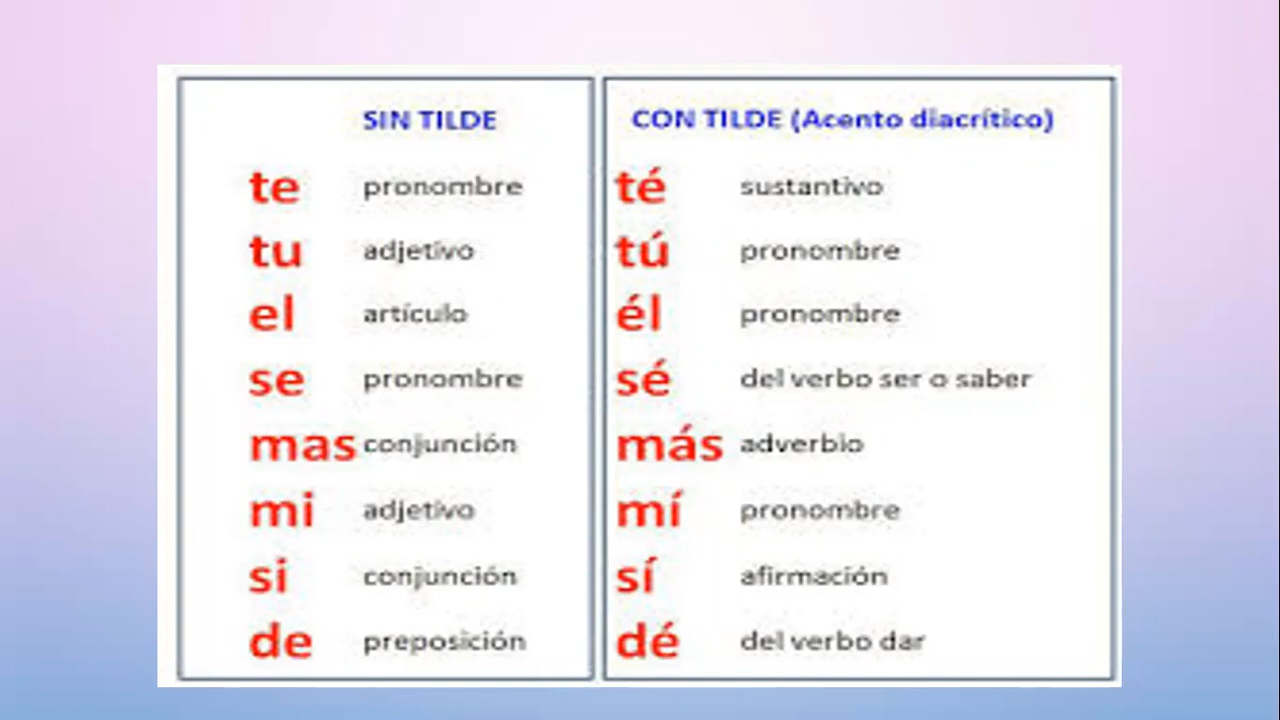 SIN TILDE
te pronombre
tu adjetivo
el artículo
se pronombre
mas conjunción
mi adjetivo
si conjunción
de preposición
CON TILDE (Acento diacrítico)
té sustantivo
tú pronombre
él pronombre
sé del verbo ser o saber
más adverbio
mí pronombre
sí afirmación
dé del verbo dar